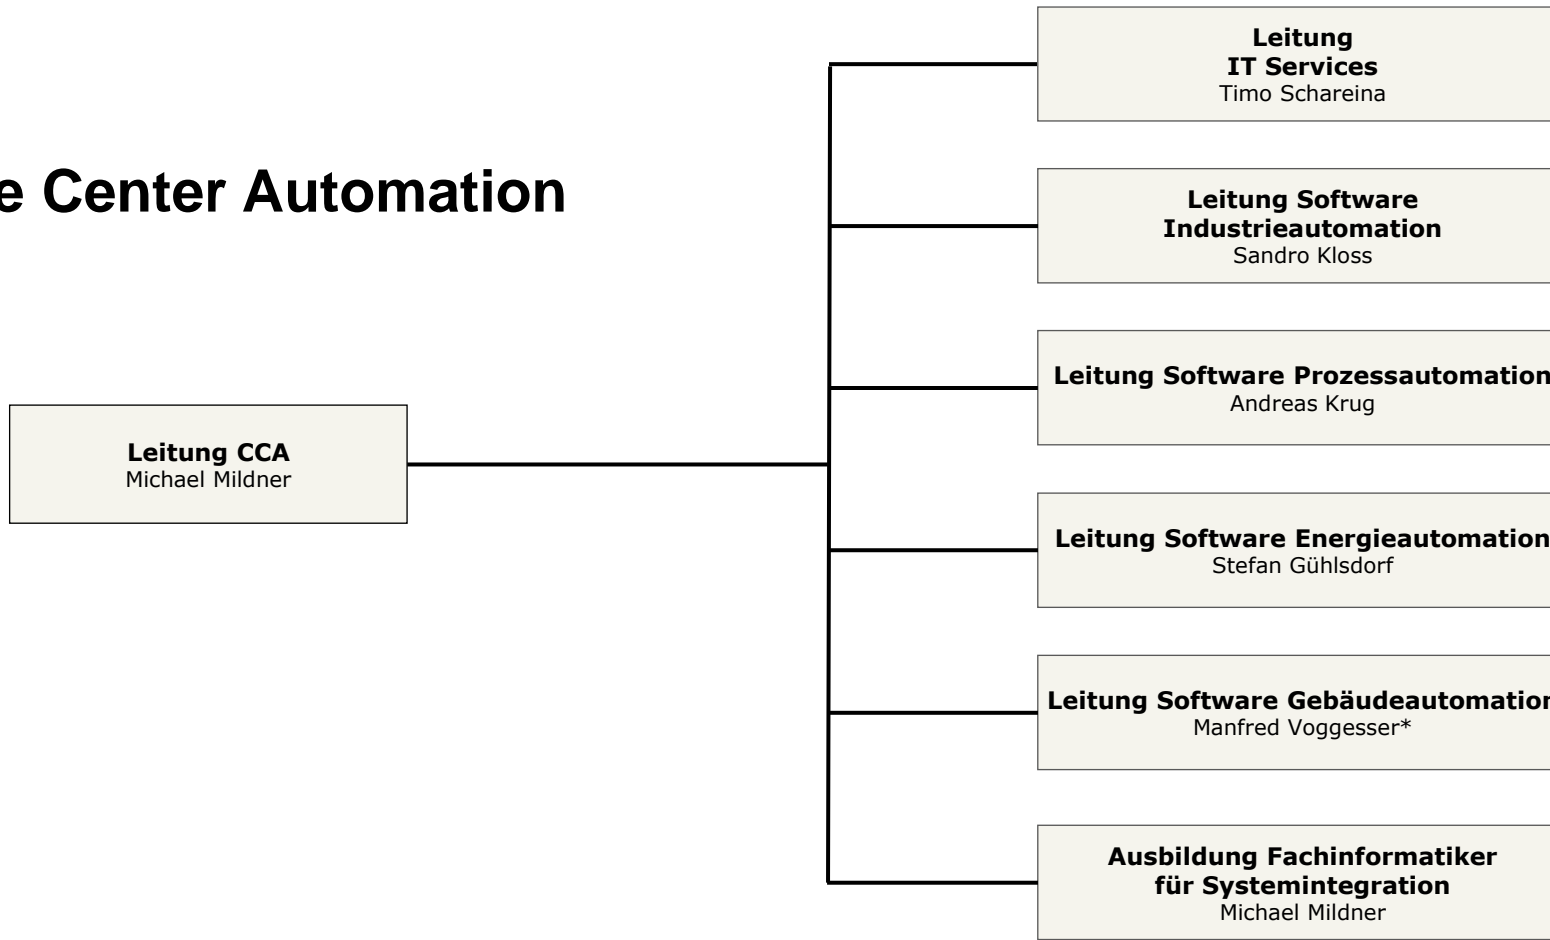 e Center Automation
Leitung CCA
Michael Mildner
Leitung
IT Services
Timo Schareina
Leitung Software
Industrieautomation
Sandro Kloss
Leitung Software Prozessautomation
Andreas Krug
Leitung Software Energieautomation
Stefan Gühlsdorf
Leitung Software Gebäudeautomation
Manfred Voggesser*
Ausbildung Fachinformatiker
für Systemintegration
Michael Mildner